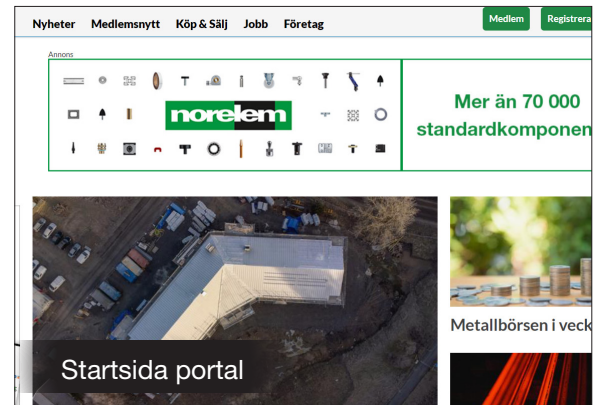 Nyheter Medlemsnytt Köp & Sälj Jobb Företag
Medlem Registrera
Annons
norelem
Mer än 70 000
standardkomponen
Metallbörsen i veck
Startsida portal